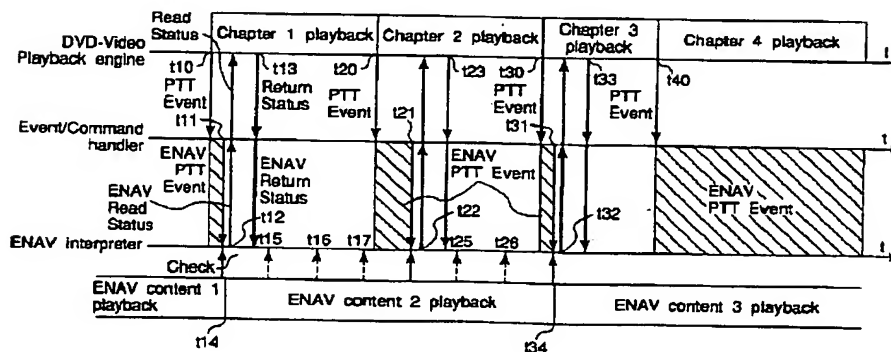 Read
Status
Chapter 1 playback
Chapter 2 playback
Chapter 3
playback
Chapter 4 playback
DVD-Video
Playback engine
t10
t13
t20
t23
t30
t33
t40
t
PTT
Event
Return
Status
PTT
Event
PTT
Event
t11
t21
t31
Event/Command
handler
t
ENAV
PTT
Event
ENAV
Return
Status
ENAV
PTT Event
ENAV
PTT Event
ENAV
Read
Status
t12
t22
t32
ENAV interpreter
t15
t16
t17
t25
t26
t
Check
ENAV content 1
playback
ENAV content 2 playback
ENAV content 3 playback
t14
t34